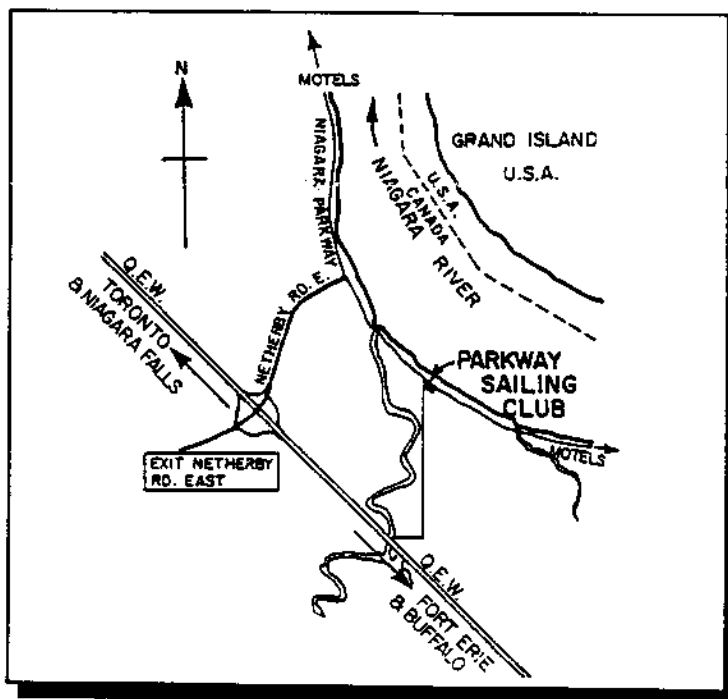 N
MOTELS
NIAGARA PARKWAY
GRAND ISLAND
U.S.A.
U.S.A.
CANADA
NIAGARA RIVER
Q.E.W.
TORONTO
& NIAGARA FALLS
NETHERBY RD. E.
PARKWAY
SAILING
CLUB
MOTELS
EXIT NETHERBY
RD. EAST
Q.E.W.
FORT ERIE
& BUFFALO